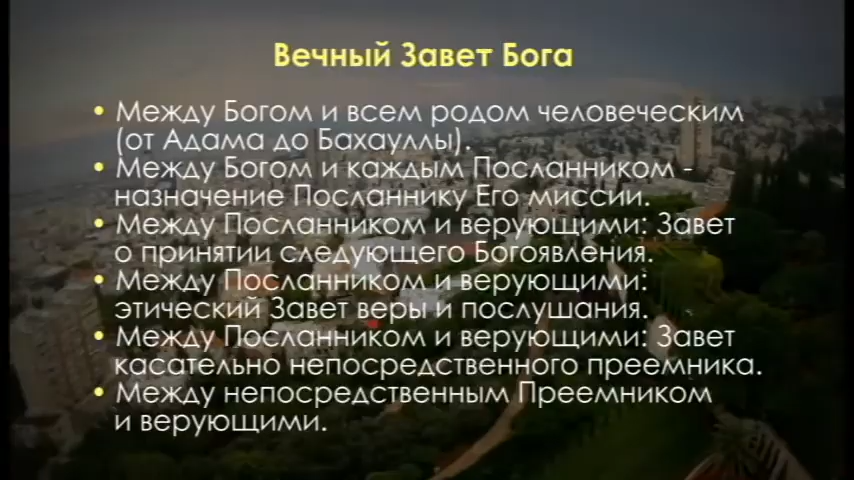 Вечный Завет Бога
• Между Богом и всем родом человеческим
(от Адама до Бахауллы).
• Между Богом и каждым Посланником -
назначение Посланнику Его миссии.
• Между Посланником и верующими: Завет
о принятии следующего Богоявления.
• Между Посланником и верующими:
этический Завет веры и послушания.
• Между Посланником и верующими: Завет
касательно непосредственного преемника.
• Между непосредственным Преемником
и верующими.